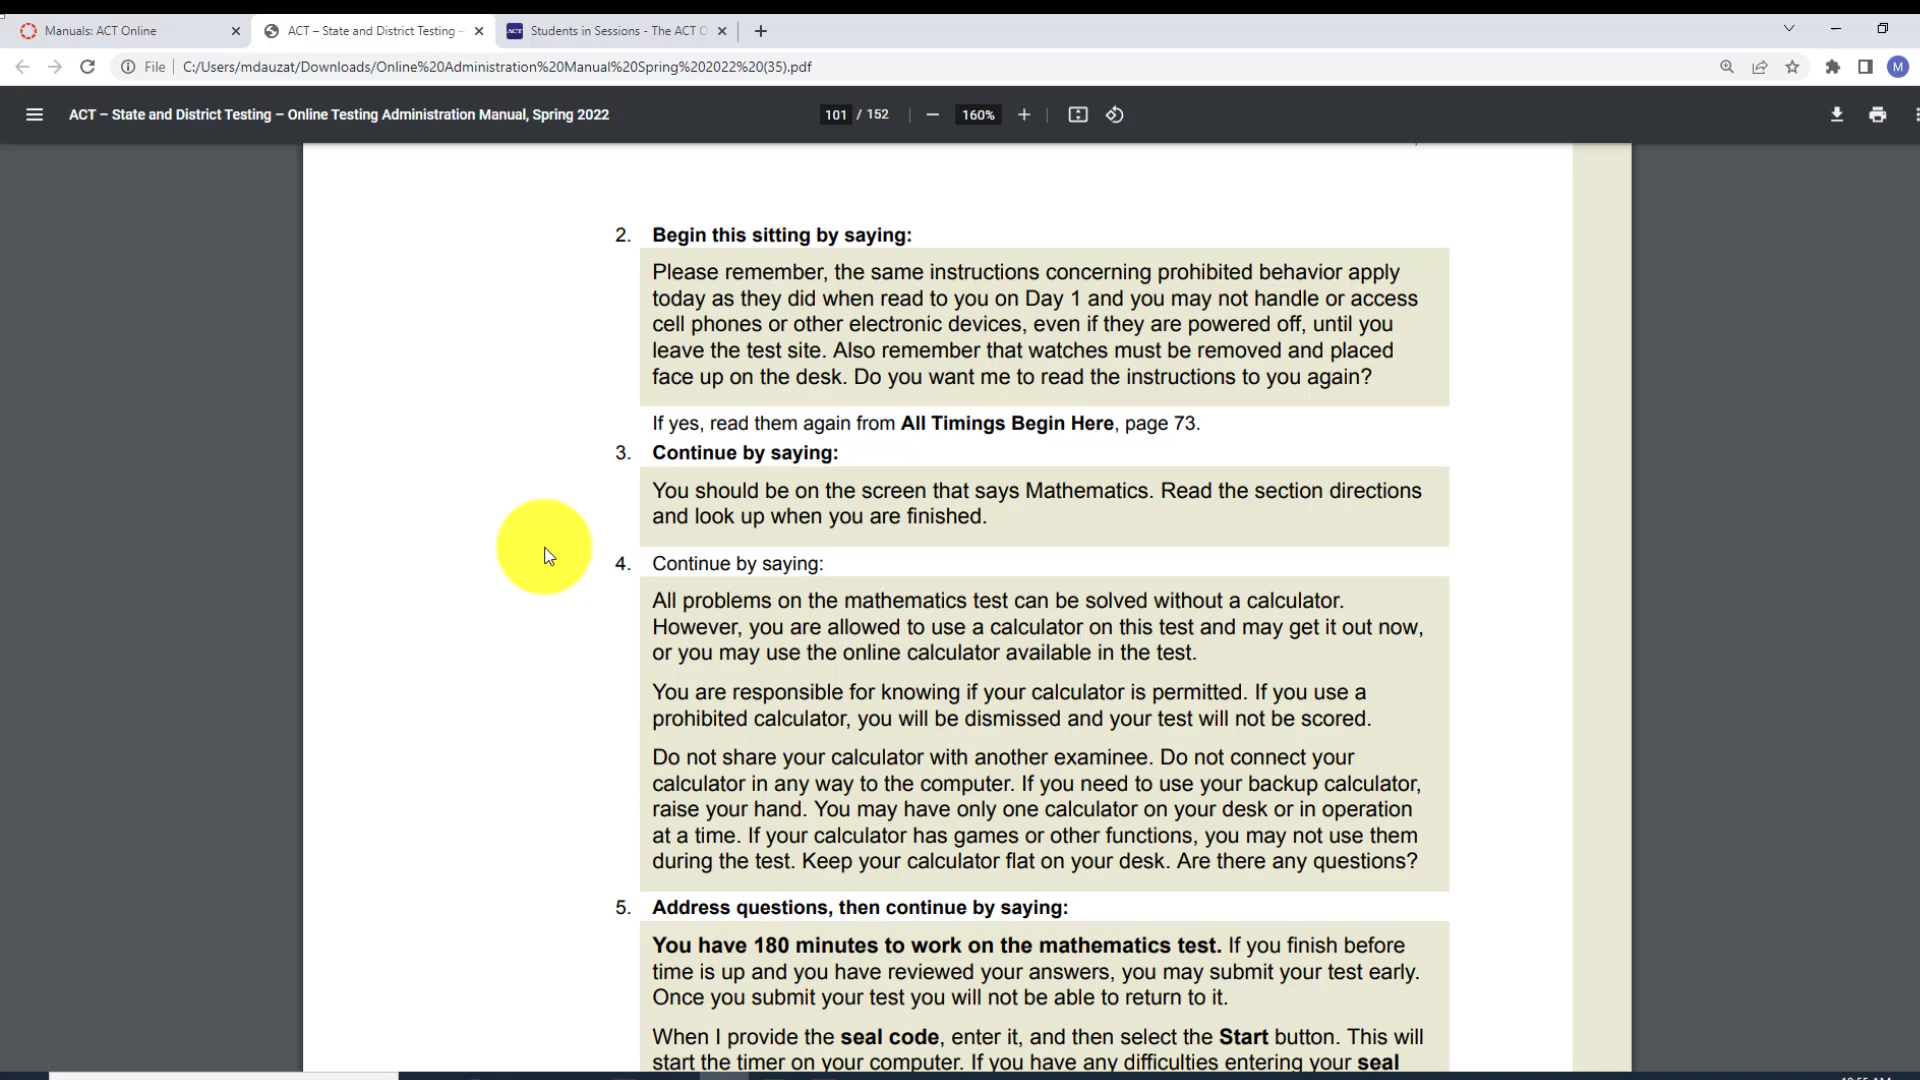 Manuals: ACT Online
ACT – State and District Testing –
ACT
Students in Sessions - The ACT O
File
C:/Users/mdauzat/Downloads/Online%20Administration%20Manual%20Spring%202022%20(35).pdf
M
ACT – State and District Testing – Online Testing Administration Manual, Spring 2022
101 / 152
160%
2. Begin this sitting by saying:
Please remember, the same instructions concerning prohibited behavior apply
today as they did when read to you on Day 1 and you may not handle or access
cell phones or other electronic devices, even if they are powered off, until you
leave the test site. Also remember that watches must be removed and placed
face up on the desk. Do you want me to read the instructions to you again?
If yes, read them again from All Timings Begin Here, page 73.
3. Continue by saying:
You should be on the screen that says Mathematics. Read the section directions
and look up when you are finished.
4. Continue by saying:
All problems on the mathematics test can be solved without a calculator.
However, you are allowed to use a calculator on this test and may get it out now,
or you may use the online calculator available in the test.
You are responsible for knowing if your calculator is permitted. If you use a
prohibited calculator, you will be dismissed and your test will not be scored.
Do not share your calculator with another examinee. Do not connect your
calculator in any way to the computer. If you need to use your backup calculator,
raise your hand. You may have only one calculator on your desk or in operation
at a time. If your calculator has games or other functions, you may not use them
during the test. Keep your calculator flat on your desk. Are there any questions?
5. Address questions, then continue by saying:
You have 180 minutes to work on the mathematics test. If you finish before
time is up and you have reviewed your answers, you may submit your test early.
Once you submit your test you will not be able to return to it.
When I provide the seal code, enter it, and then select the Start button. This will
start the timer on your computer. If you have any difficulties entering your seal